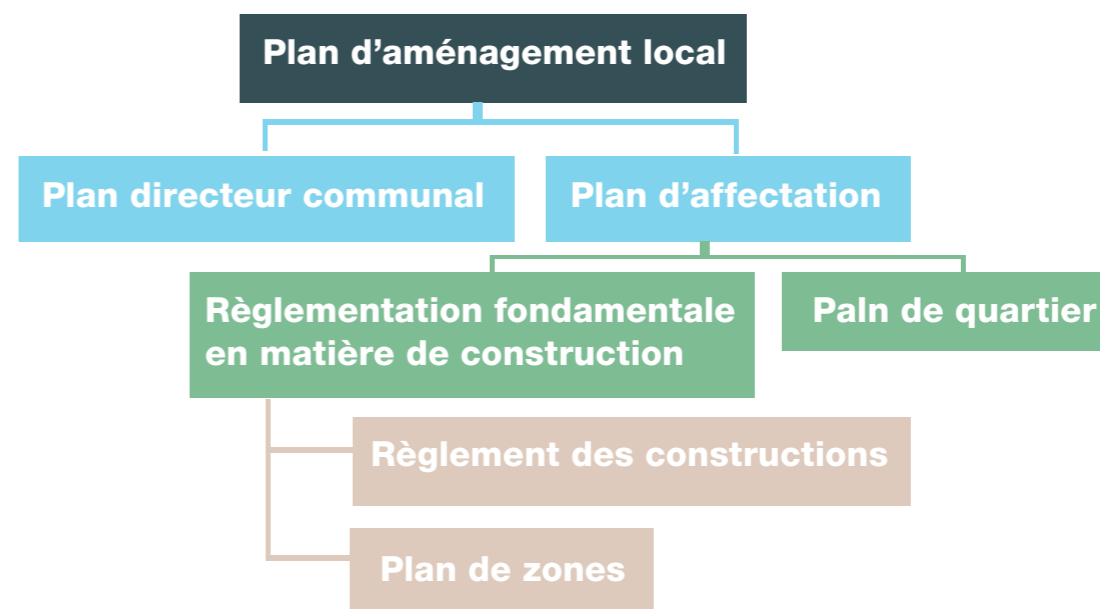 Plan d’aménagement local
Plan directeur communal
Plan d’affectation
Règlementation fondamentale
en matière de construction
Paln de quartier
Règlement des constructions
Plan de zones